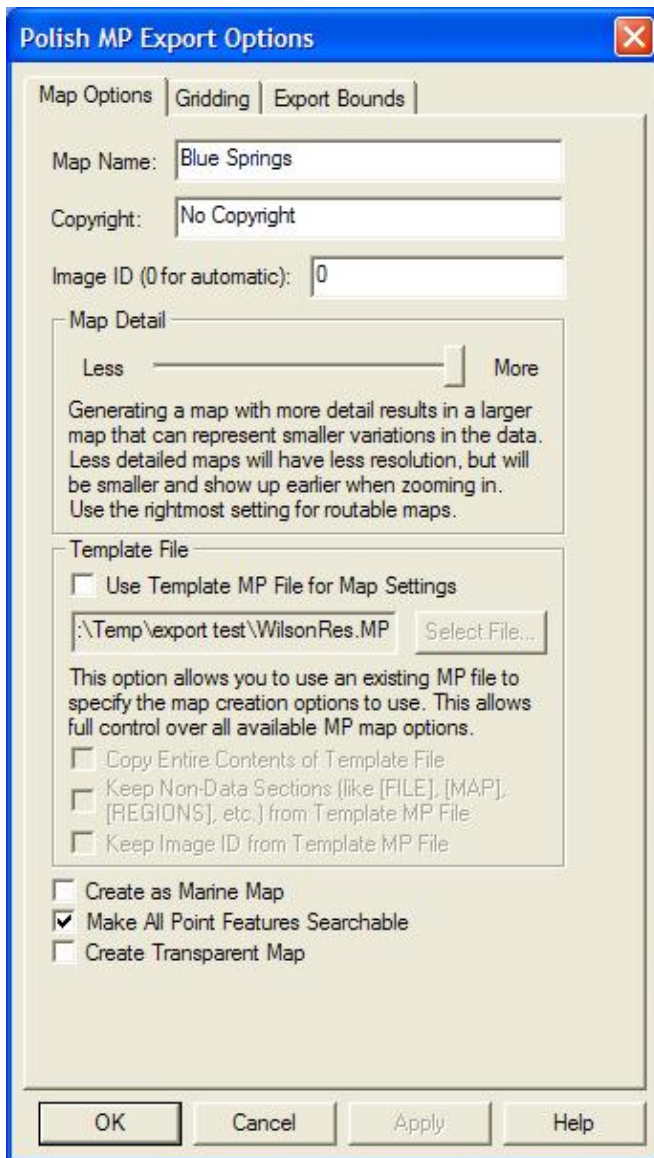 Polish MP Export Options
Map Options
Gridding
Export Bounds
Map Name:
Blue Springs
Copyright:
No Copyright
Image ID (0 for automatic):
0
Map Detail
Less
More
Generating a map with more detail results in a larger
map that can represent smaller variations in the data.
Less detailed maps will have less resolution, but will
be smaller and show up earlier when zooming in.
Use the rightmost setting for routable maps.
Template File
Use Template MP File for Map Settings
:\Temp\export test\WilsonRes.MP
Select File...
This option allows you to use an existing MP file to
specify the map creation options to use. This allows
full control over all available MP map options.
Copy Entire Contents of Template File
Keep Non-Data Sections (like [FILE], [MAP],
[REGIONS], etc.) from Template MP File
Keep Image ID from Template MP File
Create as Marine Map
Make All Point Features Searchable
Create Transparent Map
OK
Cancel
Apply
Help